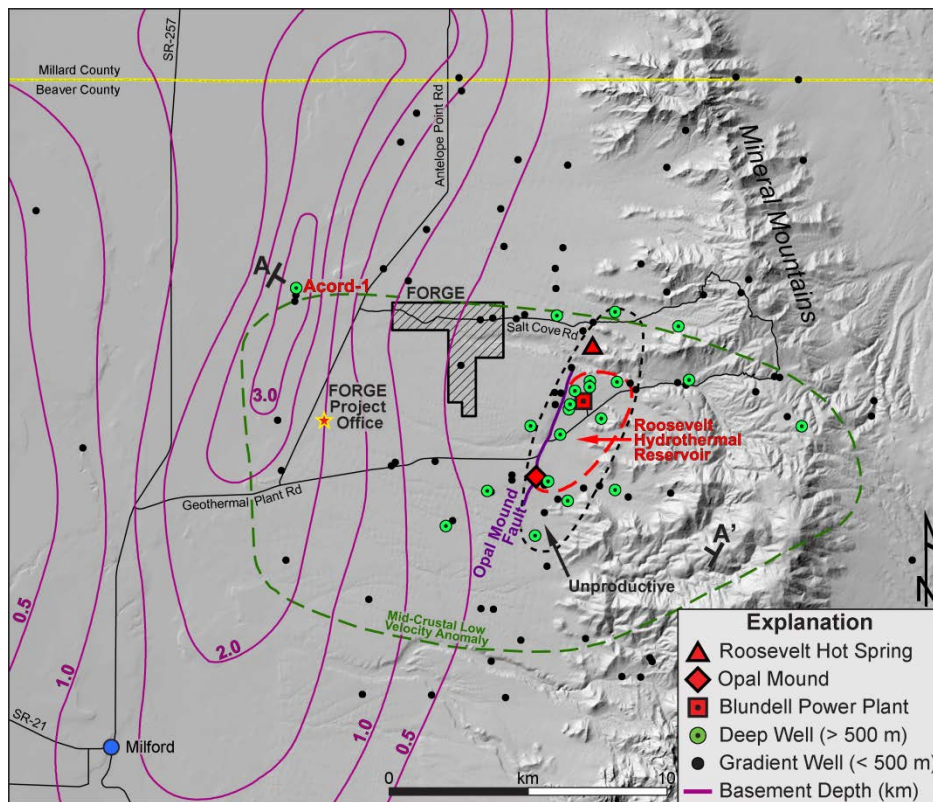 SR-257
Millard County
Beaver County
Antelope Point Rd
Mineral Mountains
A
Acord-1
FORGE
Salt Cove Rd
3.0
FORGE
Project
Office
Roosevelt
Hydrothermal
Reservoir
Geothermal Plant Rd
Opal Mound
Fault
A'
Unproductive
0.5
1.0
2.0
Mid-Crustal Low
Velocity Anomaly
1.0
0.5
SR-21
Milford
0
km
10
N
Explanation
Roosevelt Hot Spring
Opal Mound
Blundell Power Plant
Deep Well (> 500 m)
Gradient Well (< 500 m)
Basement Depth (km)